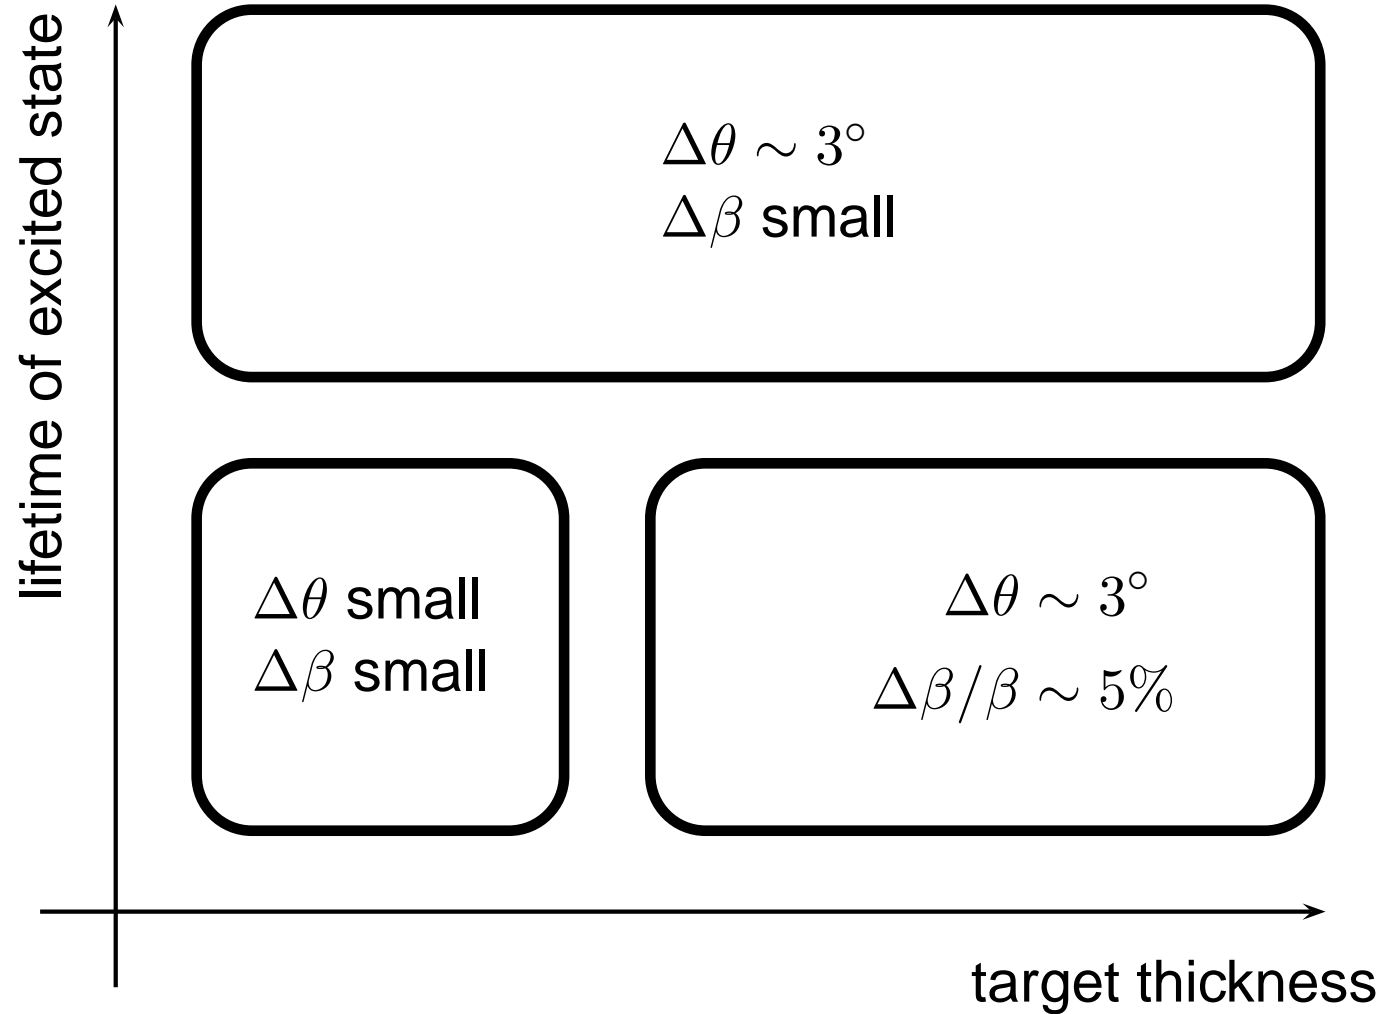 lifetime of excited state
Δθ ∼ 3°
Δβ small
Δθ small
Δβ small
Δθ ∼ 3°
Δβ/β ∼ 5%
target thickness